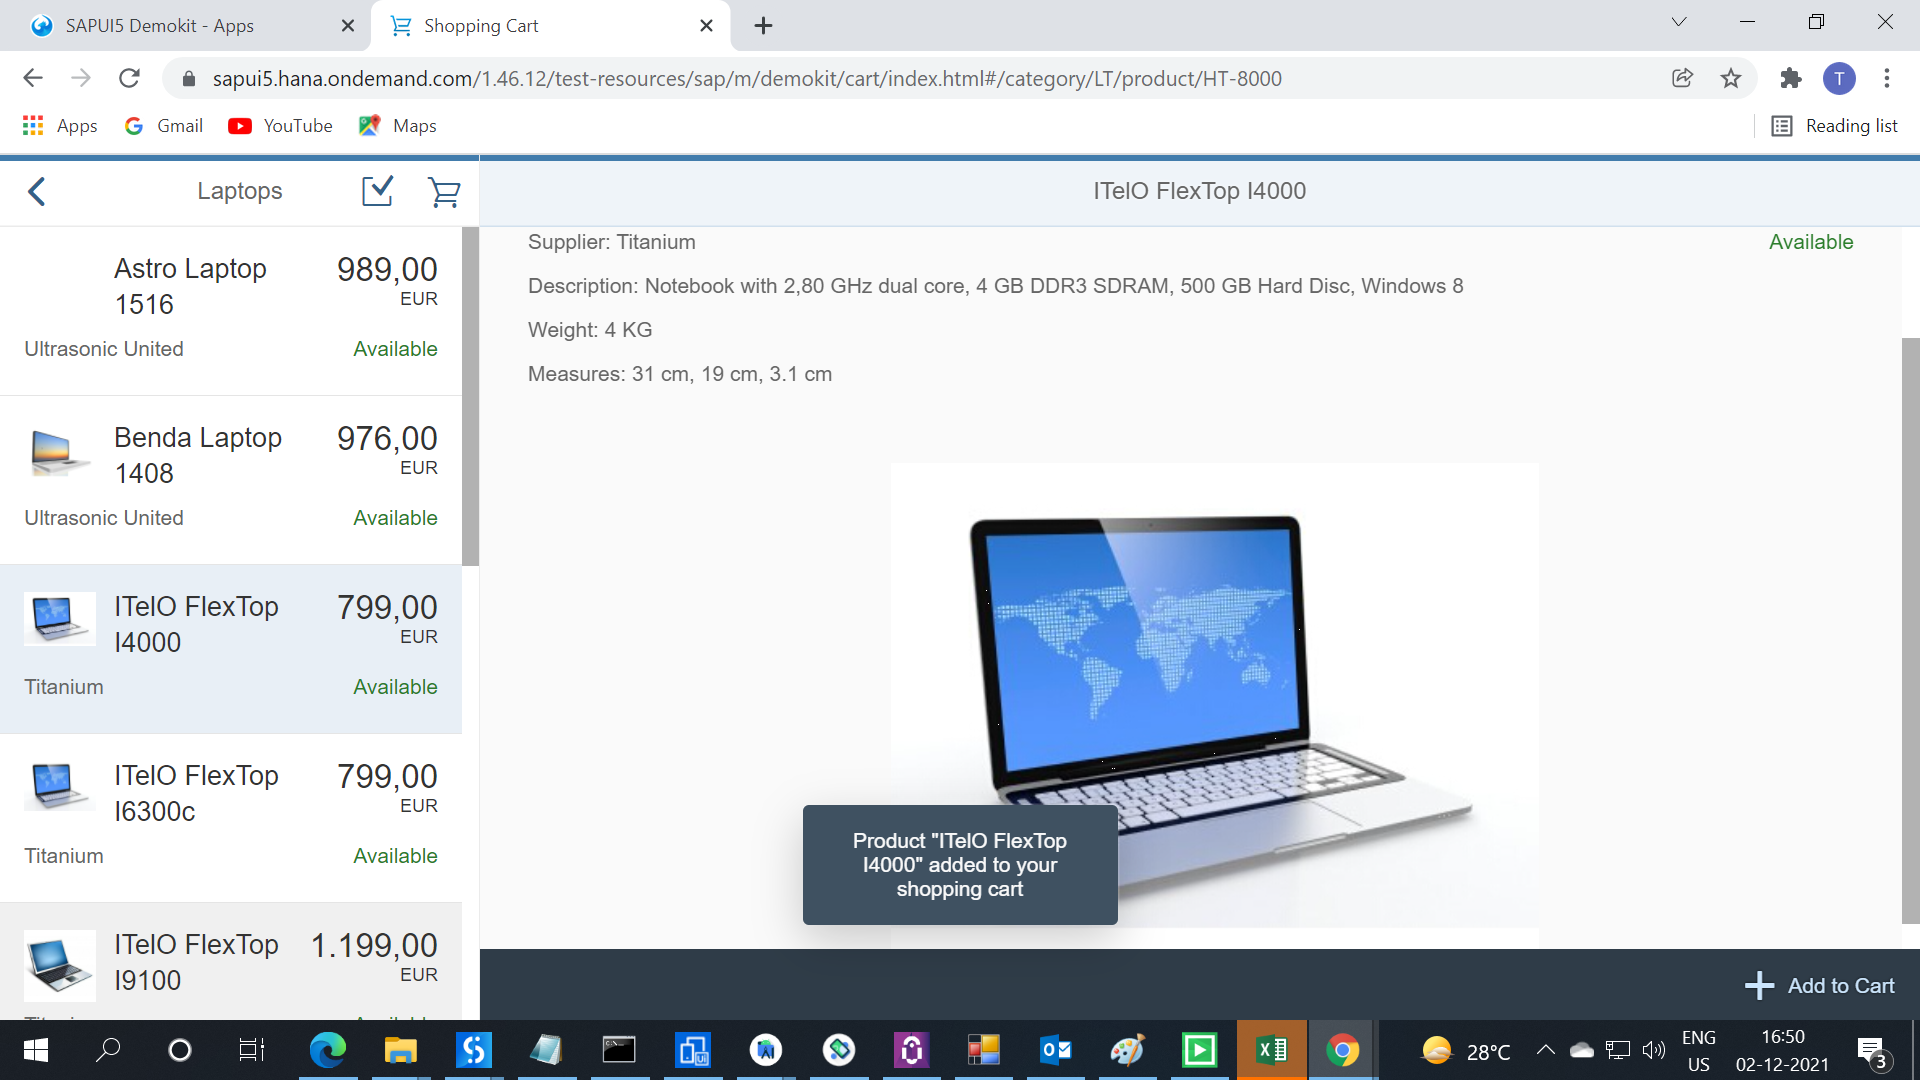 SAPUI5 Demokit - Apps
Shopping Cart
sapui5.hana.ondemand.com/1.46.12/test-resources/sap/m/demokit/cart/index.html#/category/LT/product/HT-8000
T
Apps
Gmail
YouTube
Maps
Reading list
Laptops
ITelO FlexTop I4000
Astro Laptop
1516
989,00
EUR
Ultrasonic United
Available
Benda Laptop
1408
976,00
EUR
Ultrasonic United
Available
ITelO FlexTop
I4000
799,00
EUR
Titanium
Available
ITelO FlexTop
I6300c
799,00
EUR
Titanium
Available
ITelO FlexTop
I9100
1.199,00
EUR
Supplier: Titanium
Available
Description: Notebook with 2,80 GHz dual core, 4 GB DDR3 SDRAM, 500 GB Hard Disc, Windows 8
Weight: 4 KG
Measures: 31 cm, 19 cm, 3.1 cm
Product "ITelO FlexTop
I4000" added to your
shopping cart
Add to Cart
28°C
ENG
US
16:50
02-12-2021
3